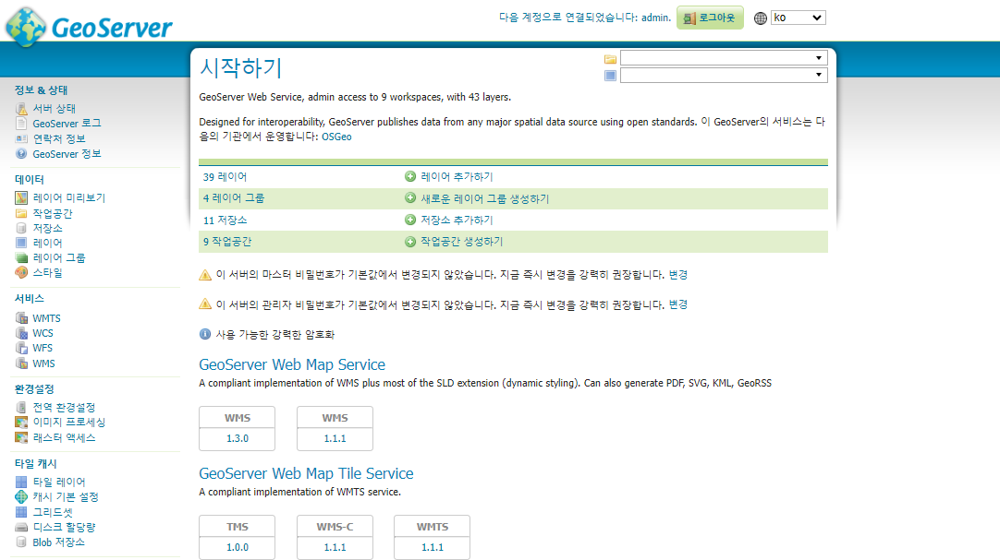 GeoServer
다음 계정으로 연결되었습니다: admin. 로그아웃 ko
정보 & 상태
서버 상태
GeoServer 로그
연락처 정보
GeoServer 정보
데이터
레이어 미리보기
작업공간
저장소
레이어
레이어 그룹
스타일
서비스
WMTS
WCS
WFS
WMS
환경설정
전역 환경설정
이미지 프로세싱
래스터 액세스
타일 캐시
타일 레이어
캐시 기본 설정
그리드셋
디스크 할당량
Blob 저장소
시작하기
GeoServer Web Service, admin access to 9 workspaces, with 43 layers.
Designed for interoperability, GeoServer publishes data from any major spatial data source using open standards. 이 GeoServer의 서비스는 다
음의 기관에서 운영합니다: OSGeo
39 레이어 레이어 추가하기
4 레이어 그룹 새로운 레이어 그룹 생성하기
11 저장소 저장소 추가하기
9 작업공간 작업공간 생성하기
이 서버의 마스터 비밀번호가 기본값에서 변경되지 않았습니다. 지금 즉시 변경을 강력히 권장합니다. 변경
이 서버의 관리자 비밀번호가 기본값에서 변경되지 않았습니다. 지금 즉시 변경을 강력히 권장합니다. 변경
사용 가능한 강력한 암호화
GeoServer Web Map Service
A compliant implementation of WMS plus most of the SLD extension (dynamic styling). Can also generate PDF, SVG, KML, GeoRSS
WMS WMS
1.3.0 1.1.1
GeoServer Web Map Tile Service
A compliant implementation of WMTS service.
TMS WMS-C WMTS
1.0.0 1.1.1 1.1.1